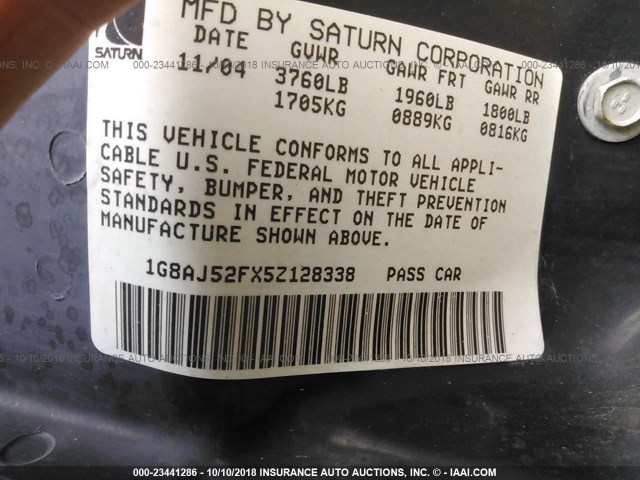 MFD BY SATURN CORPORATION
SATURN
DATE GVWR GAWR FRT GAWR RR
11/04 3760LB 1960LB 1800LB
1705KG 0889KG 0816KG
THIS VEHICLE CONFORMS TO ALL APPLI-
CABLE U.S. FEDERAL MOTOR VEHICLE
SAFETY, BUMPER, AND THEFT PREVENTION
STANDARDS IN EFFECT ON THE DATE OF
MANUFACTURE SHOWN ABOVE.
1G8AJ52FX5Z128338 PASS CAR
000-23441286 - 10/10/2018 INSURANCE AUTO AUCTIONS, INC. - © IAAI.COM